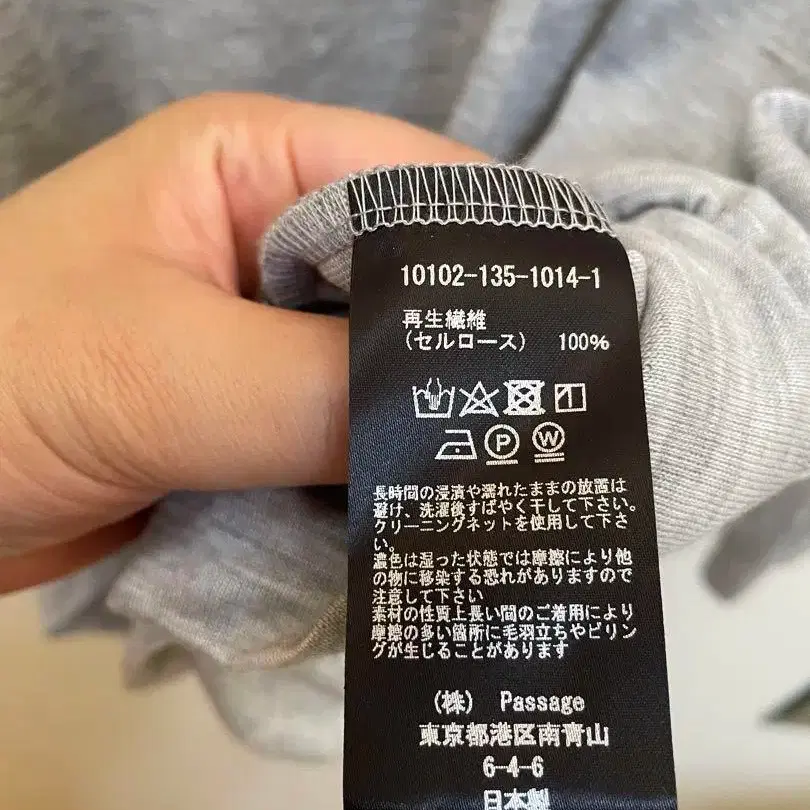 10102-135-1014-1
再生繊維
(セルロース) 100%
P W
長時間の浸漬や濡れたままの放置は
避け、洗濯後すばやく干して下さい。
クリーニングネットを使用して下さ
い。
濃色は湿った状態では摩擦により他
の物に移染する恐れがありますので
注意して下さい
素材の性質上長い間のご着用により
摩擦の多い箇所に毛羽立ちやピリン
グが生じることがあります
(株) Passage
東京都港区南青山
6-4-6
日本製